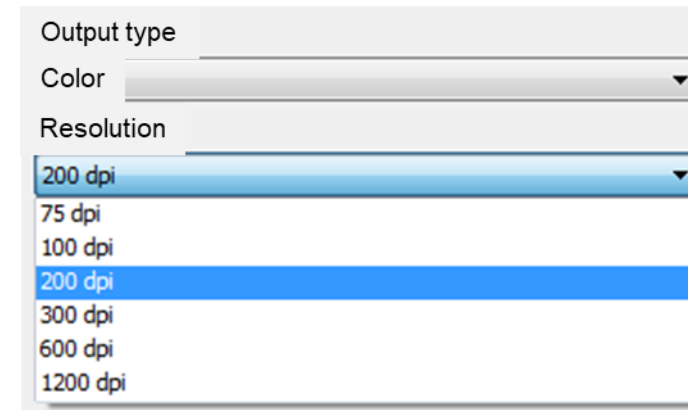 Output type
Color
Resolution
200 dpi
75 dpi
100 dpi
200 dpi
300 dpi
600 dpi
1200 dpi